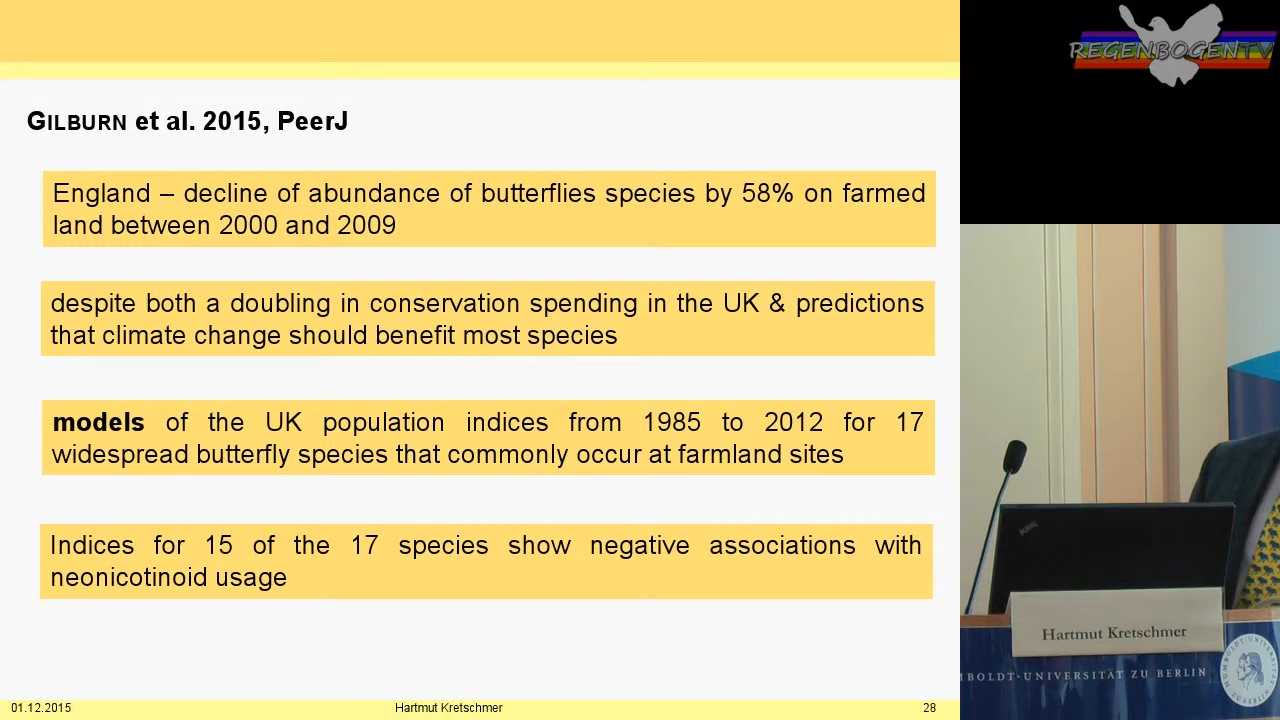 GILBURN et al. 2015, PeerJ
England – decline of abundance of butterflies species by 58% on farmed
land between 2000 and 2009
despite both a doubling in conservation spending in the UK & predictions
that climate change should benefit most species
models of the UK population indices from 1985 to 2012 for 17
widespread butterfly species that commonly occur at farmland sites
Indices for 15 of the 17 species show negative associations with
neonicotinoid usage
01.12.2015 Hartmut Kretschmer 28
REGENBOGENTV
Hartmut Kretschmer
MBOLDT-UNIVERSITÄT ZU BERLIN